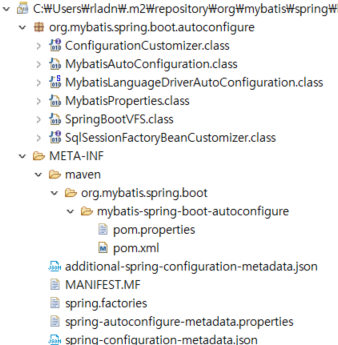 C:₩Users₩rladn₩.m2₩repository₩org₩mybatis₩spring₩
org.mybatis.spring.boot.autoconfigure
ConfigurationCustomizer.class
MybatisAutoConfiguration.class
MybatisLanguageDriverAutoConfiguration.class
MybatisProperties.class
SpringBootVFS.class
SqlSessionFactoryBeanCustomizer.class
META-INF
maven
org.mybatis.spring.boot
mybatis-spring-boot-autoconfigure
pom.properties
pom.xml
additional-spring-configuration-metadata.json
MANIFEST.MF
spring.factories
spring-autoconfigure-metadata.properties
spring-configuration-metadata.json